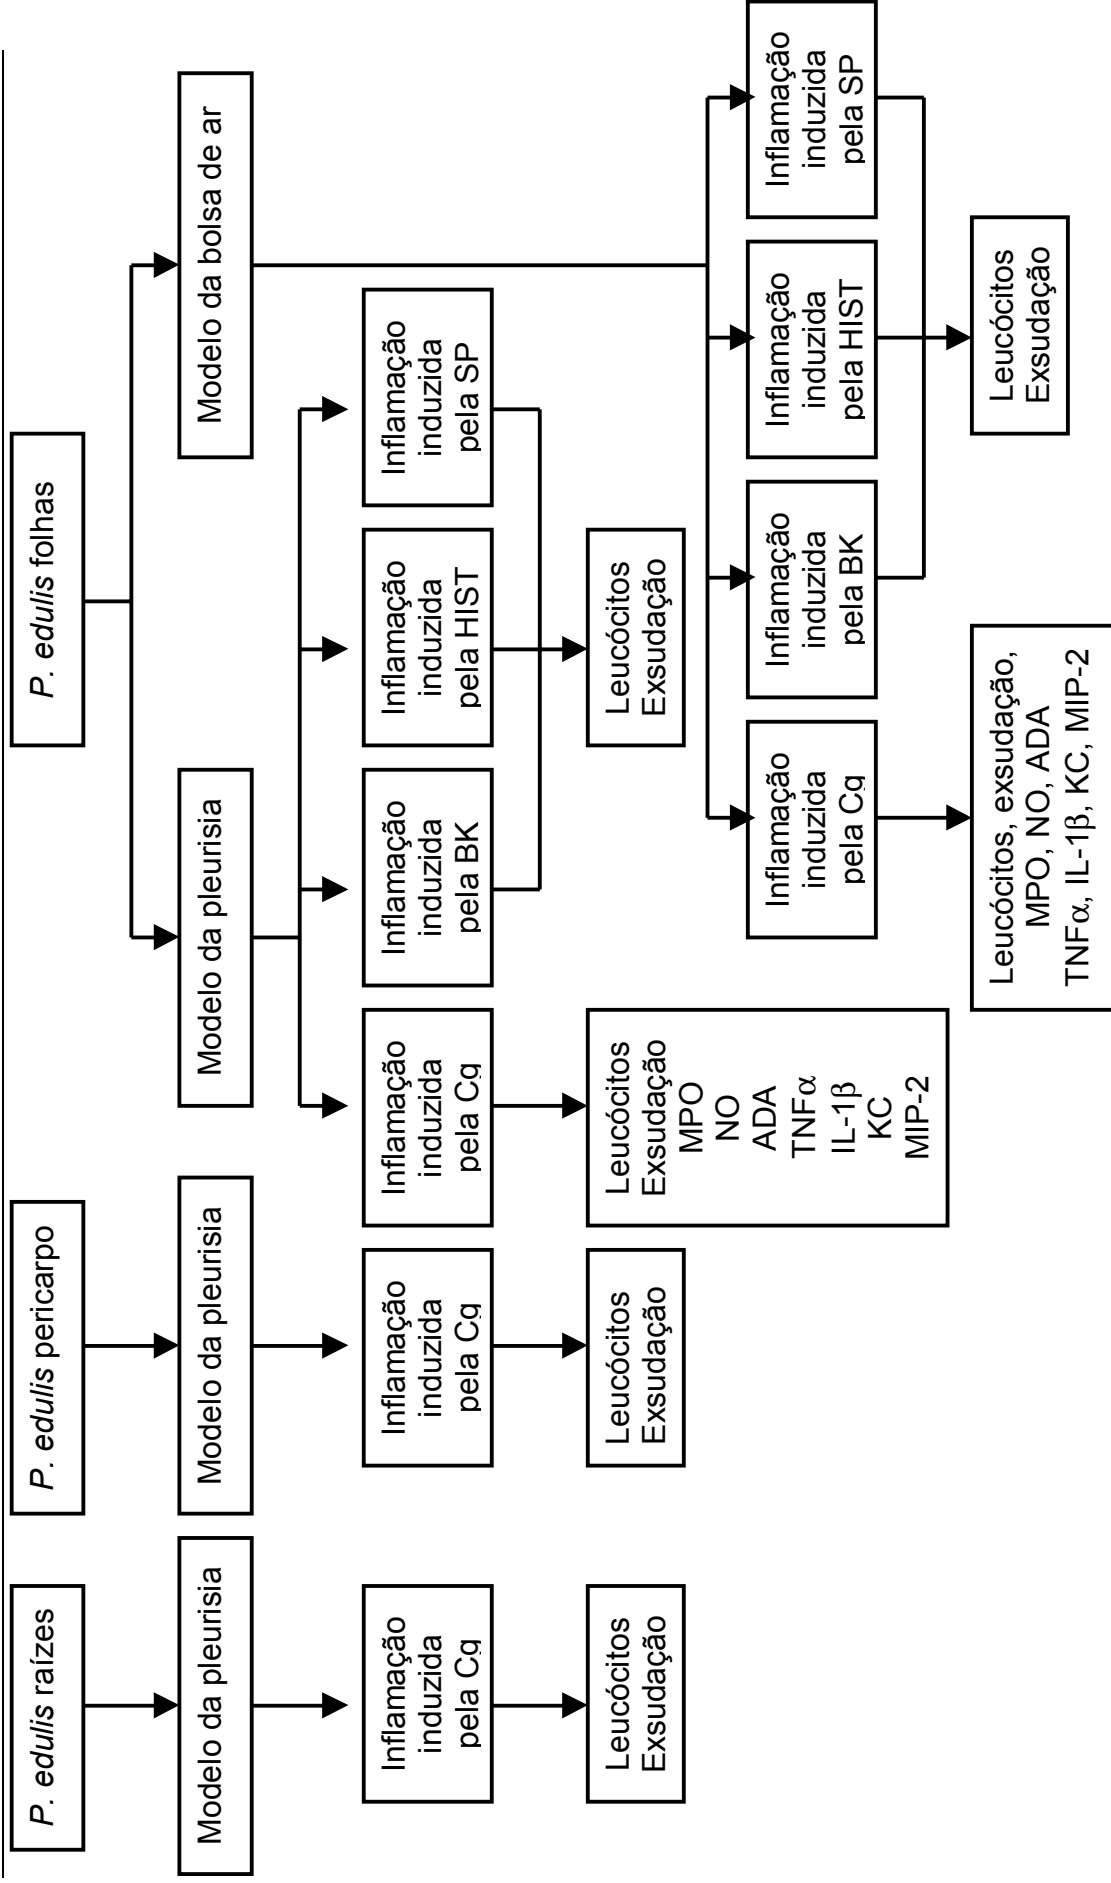 P. edulis raízes
Modelo da pleurisia
Inflamação
induzida
pela Cg
Leucócitos
Exsudação
P. edulis pericarpo
Modelo da pleurisia
Inflamação
induzida
pela Cg
Leucócitos
Exsudação
P. edulis folhas
Modelo da pleurisia
Inflamação
induzida
pela Cg
Leucócitos
Exsudação
MPO
NO
ADA
TNFα
IL-1β
KC
MIP-2
Inflamação
induzida
pela BK
Inflamação
induzida
pela HIST
Inflamação
induzida
pela SP
Leucócitos
Exsudação
Modelo da bolsa de ar
Inflamação
induzida
pela Cg
Leucócitos, exsudação,
MPO, NO, ADA
TNFα, IL-1β, KC, MIP-2
Inflamação
induzida
pela BK
Inflamação
induzida
pela HIST
Inflamação
induzida
pela SP
Leucócitos
Exsudação